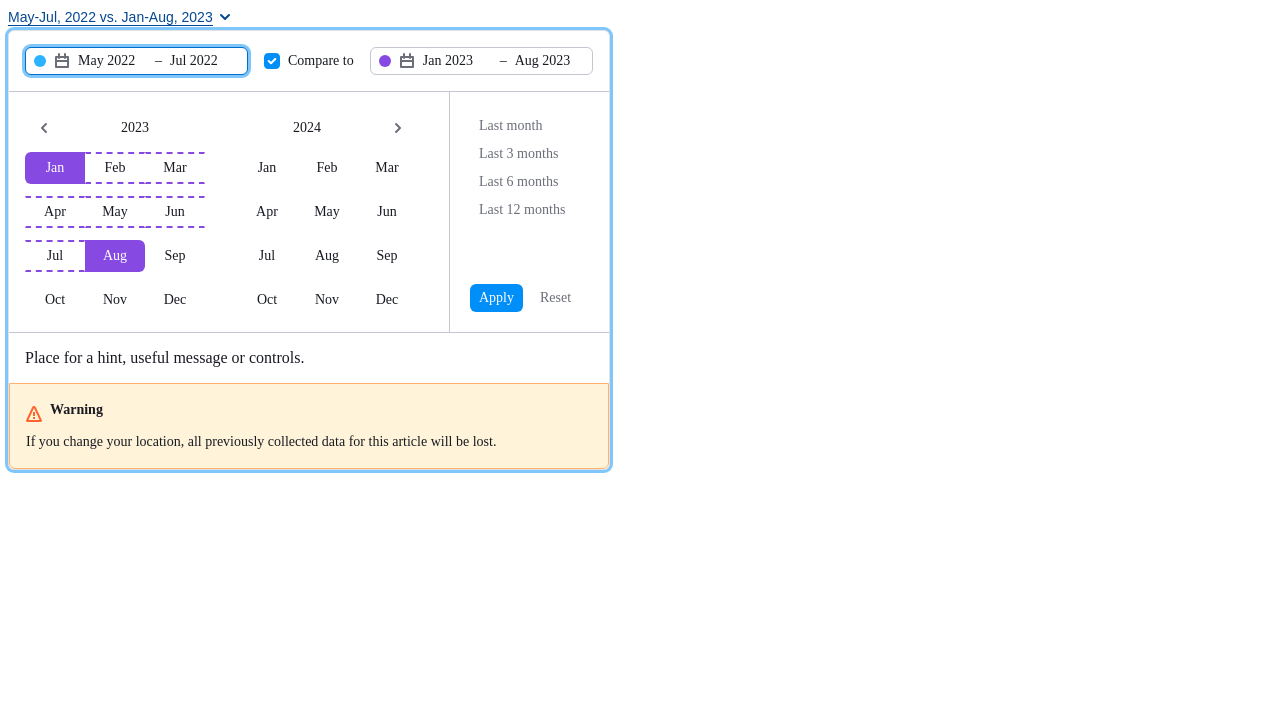 May-Jul, 2022 vs. Jan-Aug, 2023
May 2022 – Jul 2022 Compare to Jan 2023 – Aug 2023
2023 2024
Jan Feb Mar Jan Feb Mar
Apr May Jun Apr May Jun
Jul Aug Sep Jul Aug Sep
Oct Nov Dec Oct Nov Dec
Last month
Last 3 months
Last 6 months
Last 12 months
Apply Reset
Place for a hint, useful message or controls.
Warning
If you change your location, all previously collected data for this article will be lost.